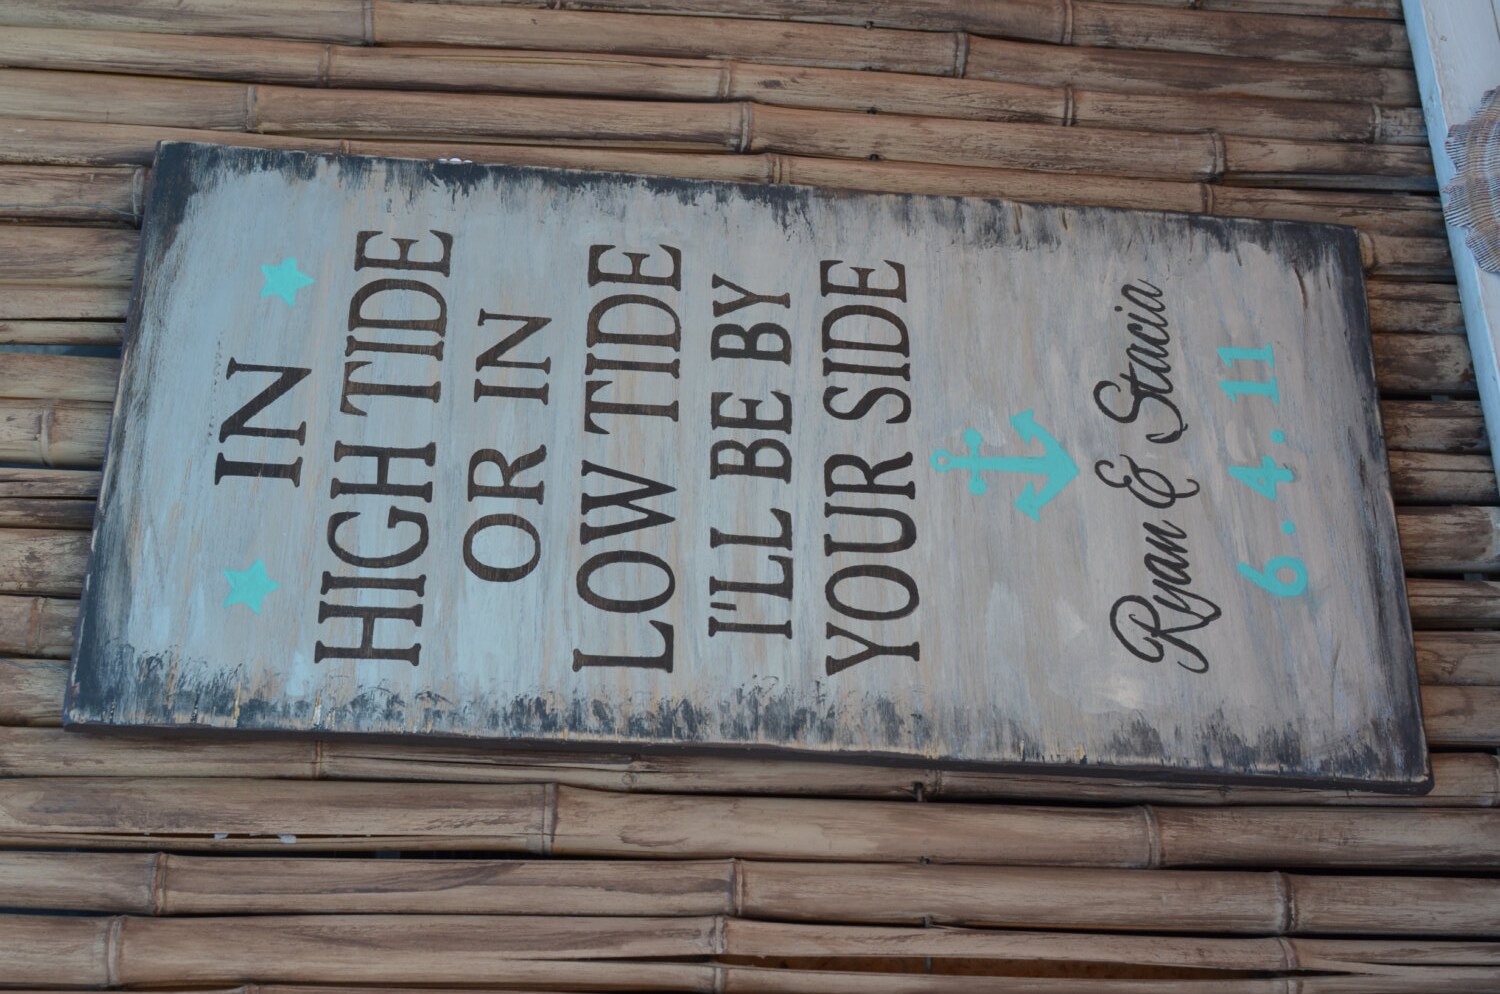 IN
HIGH TIDE
OR IN
LOW TIDE
I'LL BE BY
YOUR SIDE
Ryan & Stacia
6.4.11